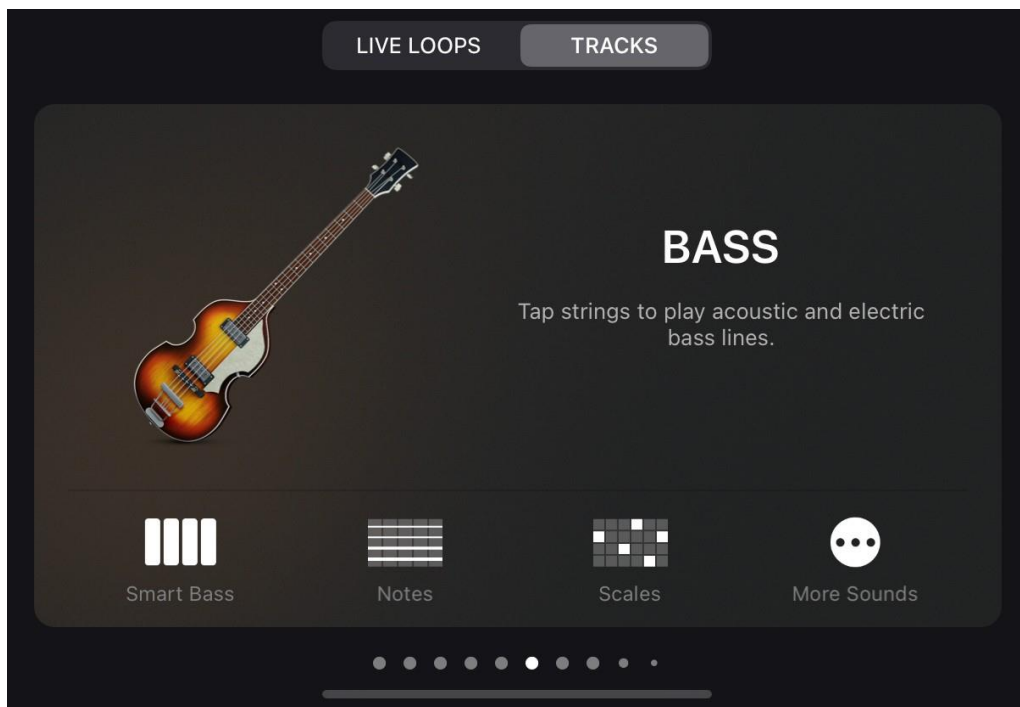 LIVE LOOPS TRACKS
BASS
Tap strings to play acoustic and electric
bass lines.
Smart Bass Notes Scales More Sounds